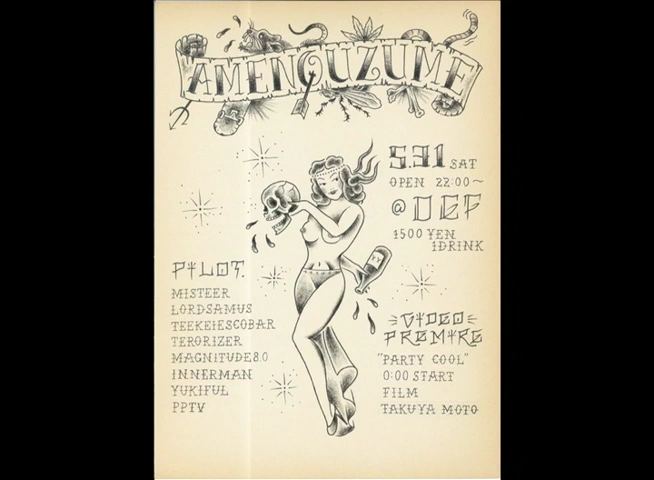 AMENOUZUME
5.31 SAT
OPEN 22:00~
@ DEF
1500 YEN
1DRINK
PILOT.
MISTEER
LORDSAMUS
TEEKEIESCOBAR
TERORIZER
MAGNITUDE8.0
INNERMAN
YUKIFUL
PPTV
VIDEO
PREMIRE
"PARTY COOL"
0:00 START
FILM
TAKUYA MOTO